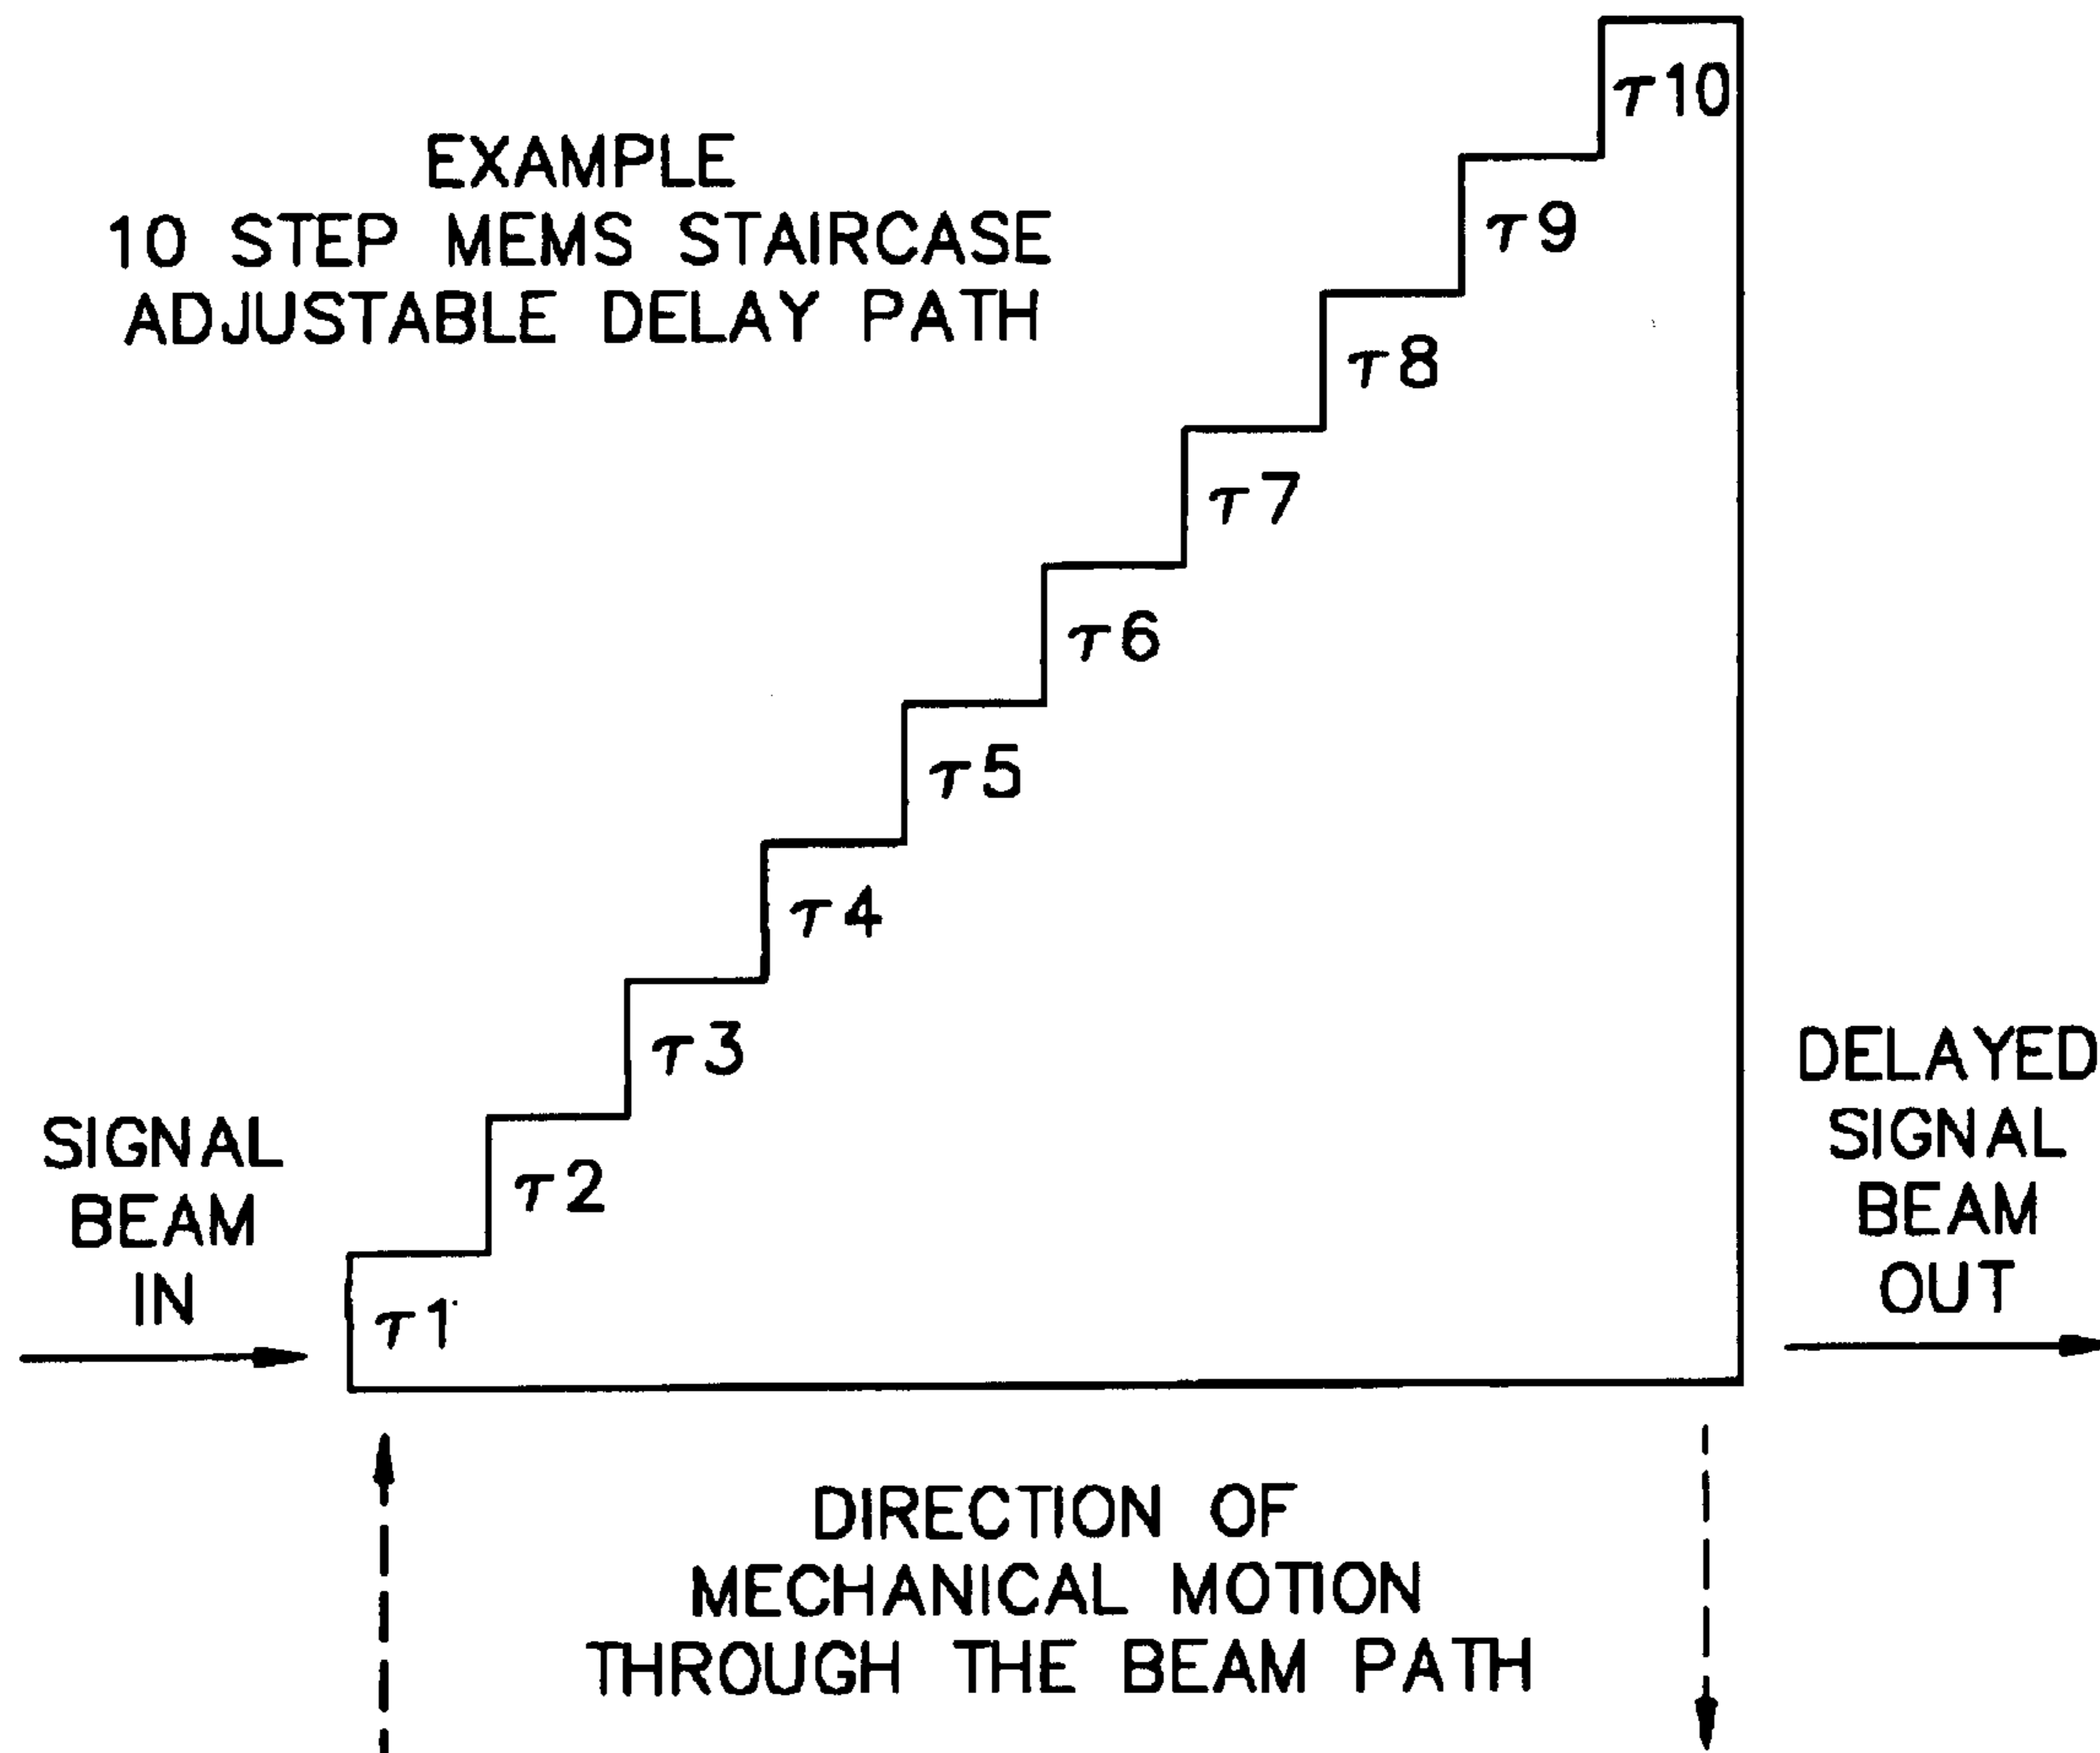 EXAMPLE
10 STEP MEMS STAIRCASE
ADJUSTABLE DELAY PATH
τ10
τ9
τ8
τ7
τ6
τ5
τ4
τ3
τ2
τ1
SIGNAL
BEAM
IN
DELAYED
SIGNAL
BEAM
OUT
DIRECTION OF
MECHANICAL MOTION
THROUGH THE BEAM PATH